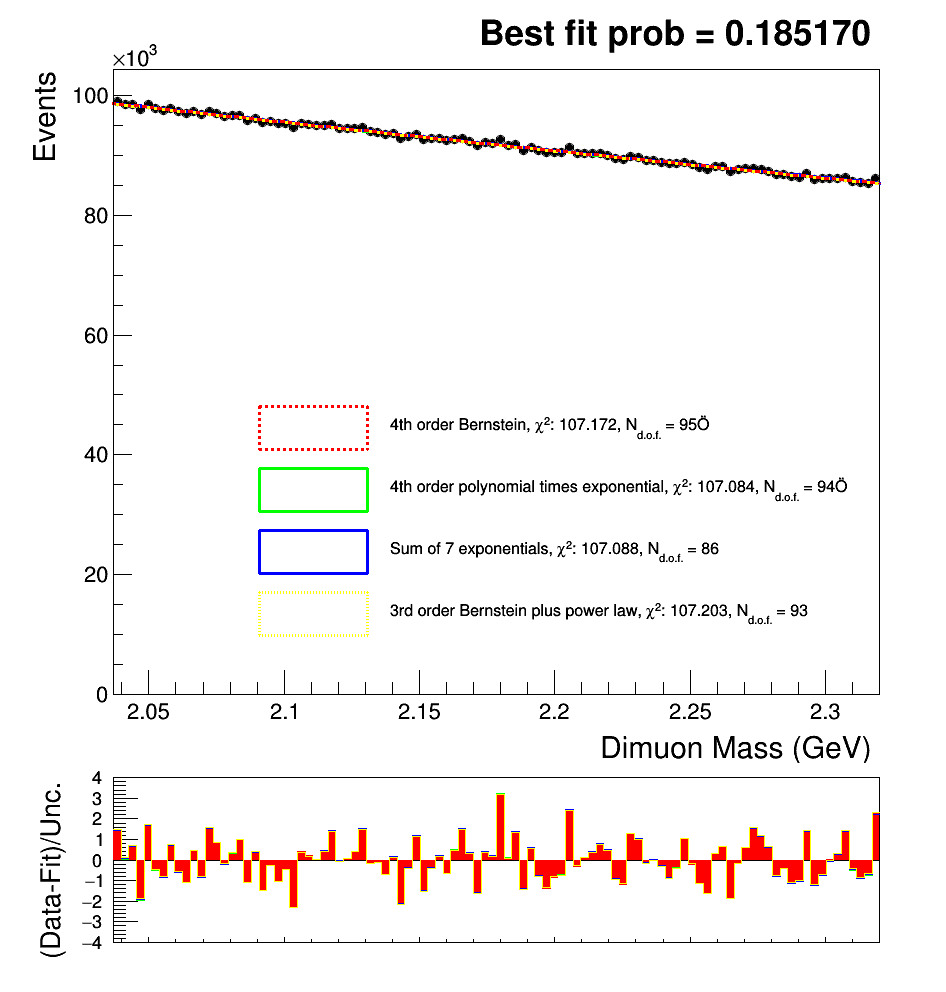 Best fit prob = 0.185170
×10³
Events
100
80
60
40
20
0
4th order Bernstein, χ²: 107.172, N_d.o.f. = 95Ö
4th order polynomial times exponential, χ²: 107.084, N_d.o.f. = 94Ö
Sum of 7 exponentials, χ²: 107.088, N_d.o.f. = 86
3rd order Bernstein plus power law, χ²: 107.203, N_d.o.f. = 93
2.05 2.1 2.15 2.2 2.25 2.3
Dimuon Mass (GeV)
(Data-Fit)/Unc.
4
3
2
1
0
−1
−2
−3
−4